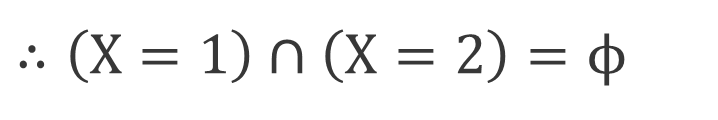 ∴ (X = 1) ∩ (X = 2) = ϕ